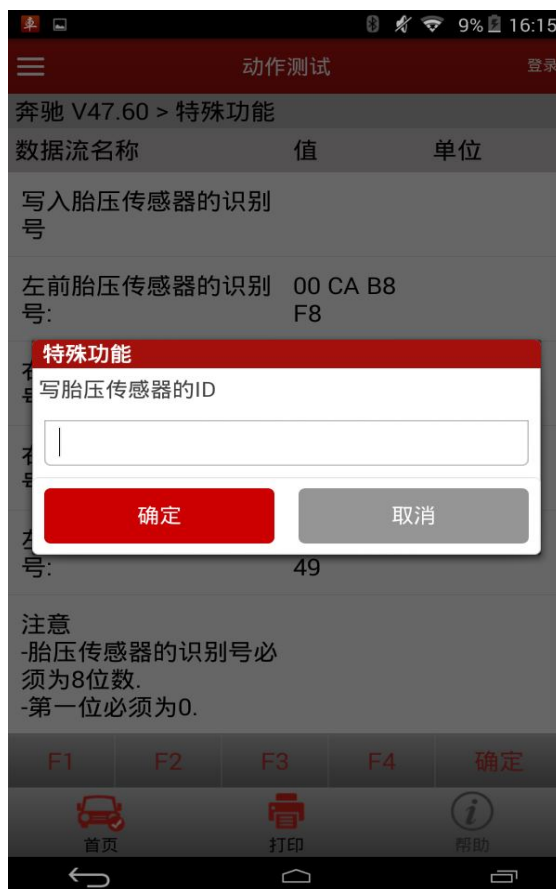 卓
9% 16:15
动作测试
登录
奔驰 V47.60 > 特殊功能
数据流名称 值 单位
写入胎压传感器的识别
号
左前胎压传感器的识别 00 CA B8
号: F8
特殊功能
写胎压传感器的ID
确定 取消
号: 49
注意
-胎压传感器的识别号必
须为8位数.
-第一位必须为0.
F1 F2 F3 F4 确定
首页 打印 帮助